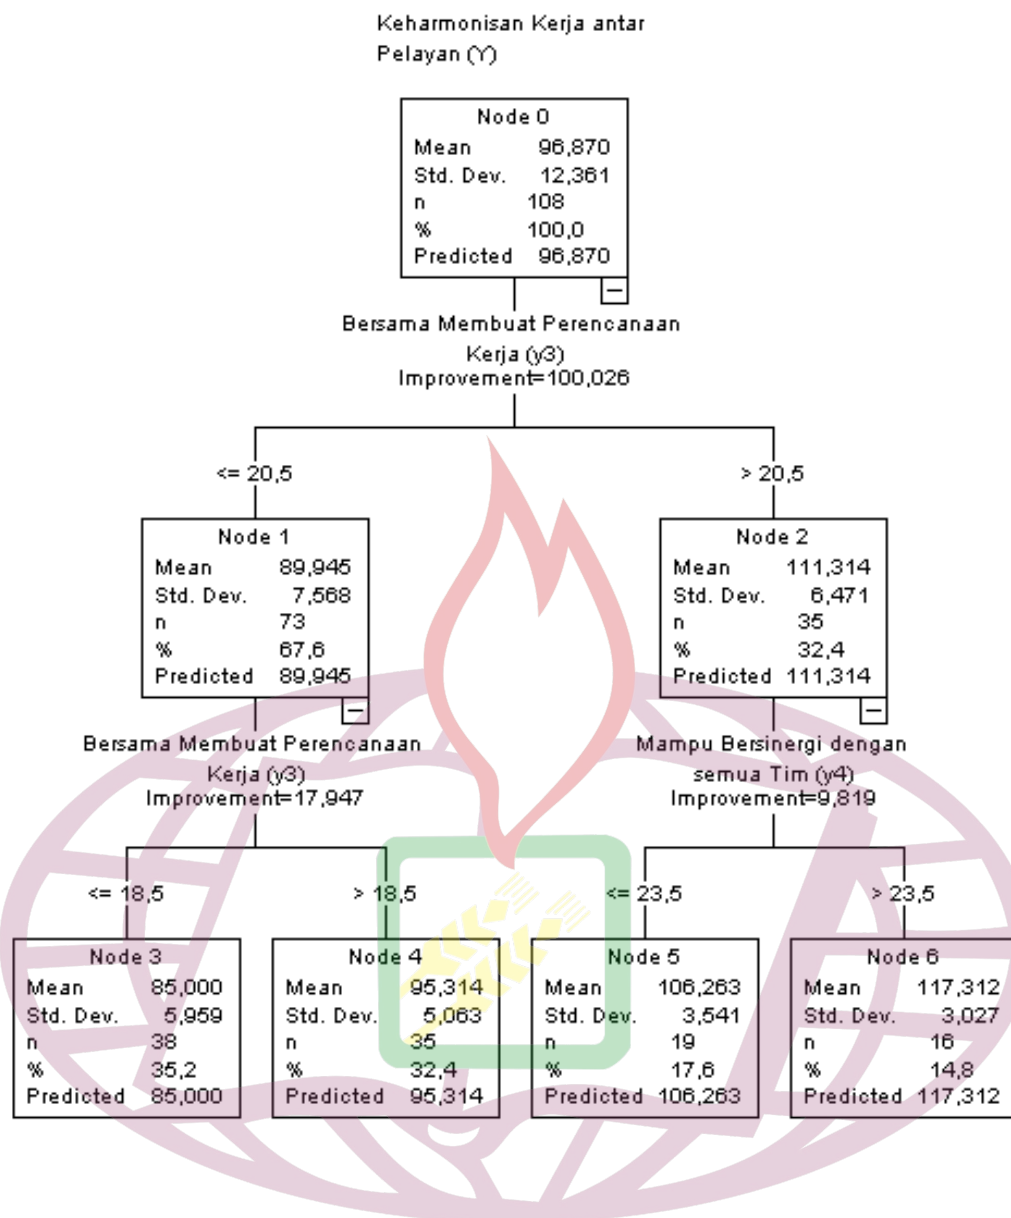 Keharmonisan Kerja antar
Pelayan (Y)
Node 0
Mean 96,870
Std. Dev. 12,361
n 108
% 100,0
Predicted 96,870
Bersama Membuat Perencanaan
Kerja (y3)
Improvement=100,026
<= 20,5
> 20,5
Node 1
Mean 89,945
Std. Dev. 7,568
n 73
% 67,6
Predicted 89,945
Node 2
Mean 111,314
Std. Dev. 6,471
n 35
% 32,4
Predicted 111,314
Bersama Membuat Perencanaan
Kerja (y3)
Improvement=17,947
Mampu Bersinergi dengan
semua Tim (y4)
Improvement=9,819
<= 18,5
> 18,5
<= 23,5
> 23,5
Node 3
Mean 85,000
Std. Dev. 5,959
n 38
% 35,2
Predicted 85,000
Node 4
Mean 95,314
Std. Dev. 5,063
n 35
% 32,4
Predicted 95,314
Node 5
Mean 106,263
Std. Dev. 3,541
n 19
% 17,6
Predicted 106,263
Node 6
Mean 117,312
Std. Dev. 3,027
n 16
% 14,8
Predicted 117,312